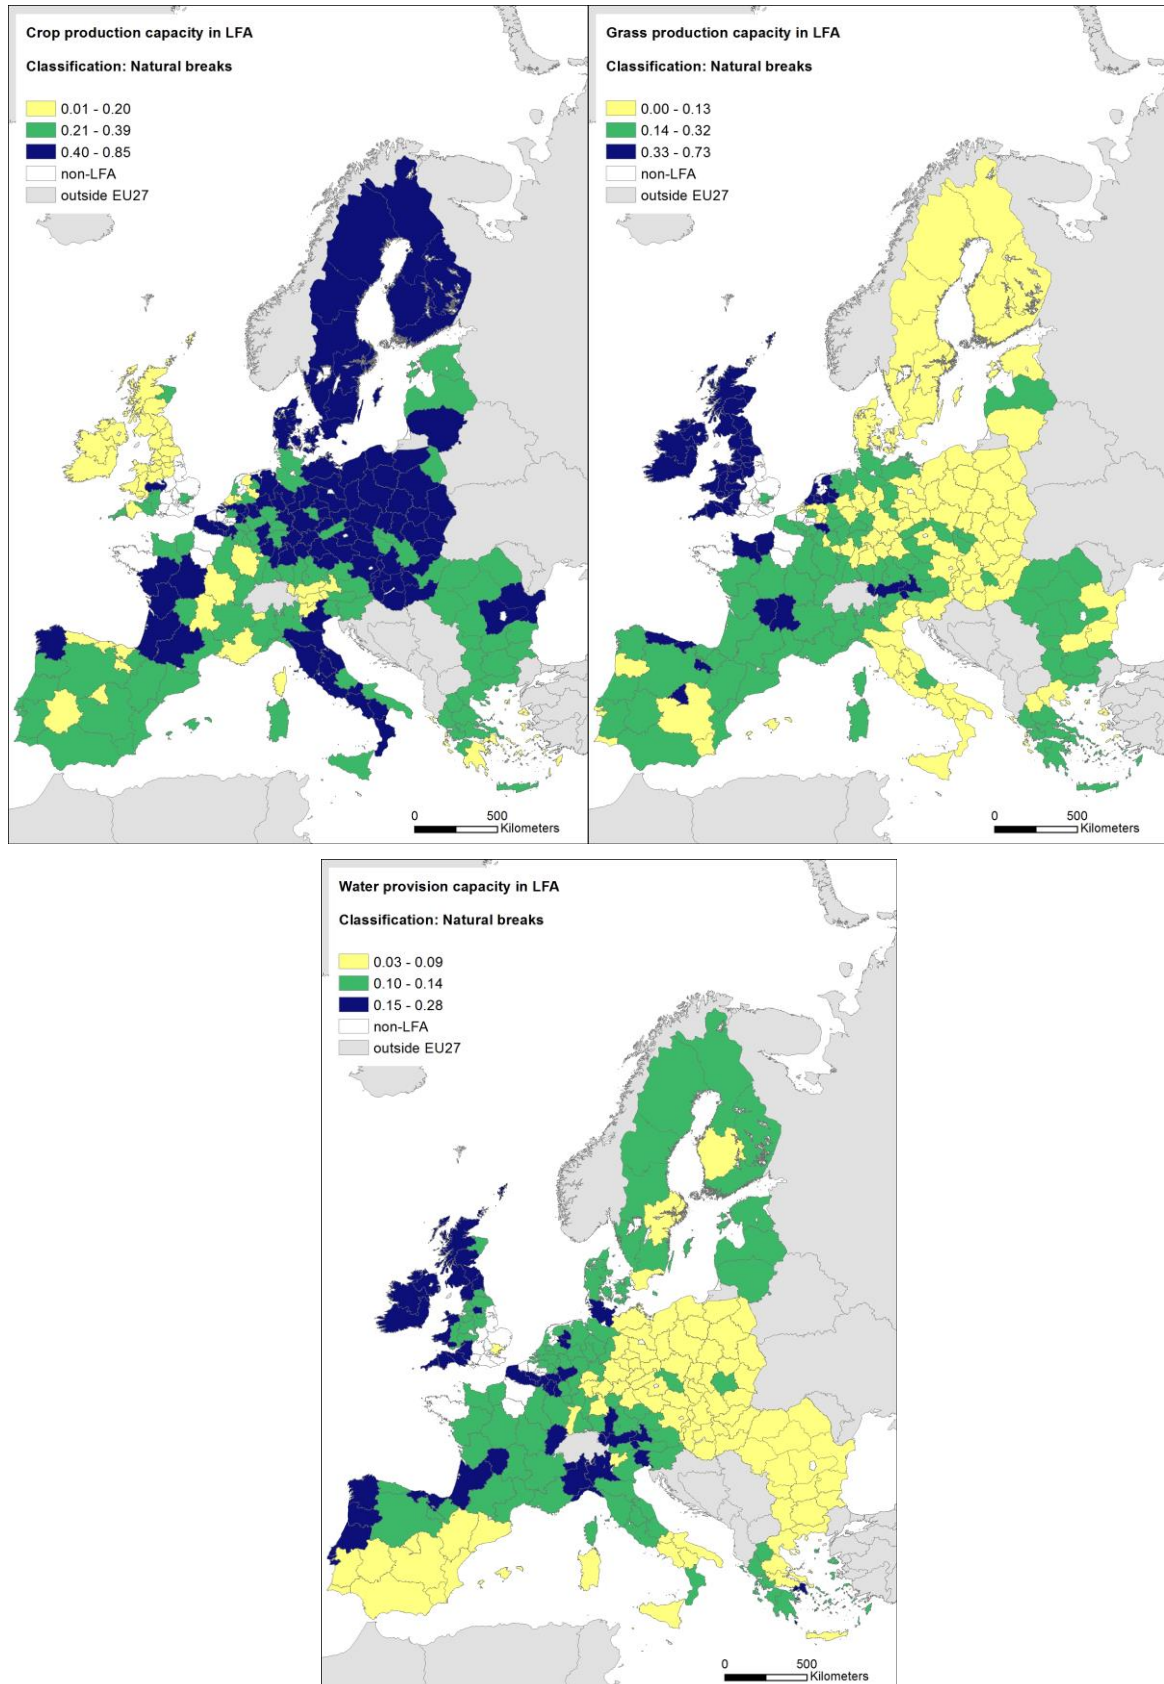 Crop production capacity in LFA
Classification: Natural breaks
0.01 - 0.20
0.21 - 0.39
0.40 - 0.85
non-LFA
outside EU27
0 500
Kilometers
Grass production capacity in LFA
Classification: Natural breaks
0.00 - 0.13
0.14 - 0.32
0.33 - 0.73
non-LFA
outside EU27
0 500
Kilometers
Water provision capacity in LFA
Classification: Natural breaks
0.03 - 0.09
0.10 - 0.14
0.15 - 0.28
non-LFA
outside EU27
0 500
Kilometers